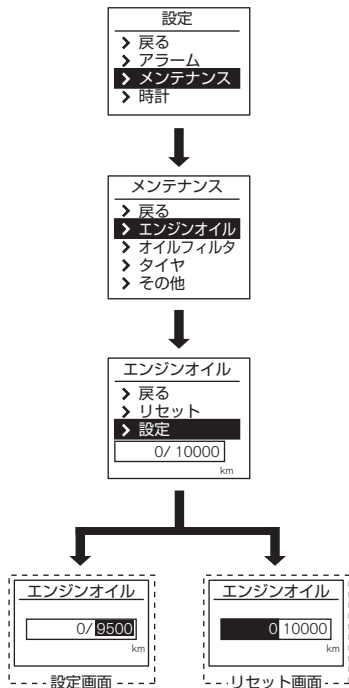 設定
> 戻る
> アラーム
> メンテナンス
> 時計
メンテナンス
> 戻る
> エンジンオイル
> オイルフィルタ
> タイヤ
> その他
エンジンオイル
> 戻る
> リセット
> 設定
0/ 10000
km
エンジンオイル
0/ 9500
km
設定画面
エンジンオイル
0 10000
km
リセット画面